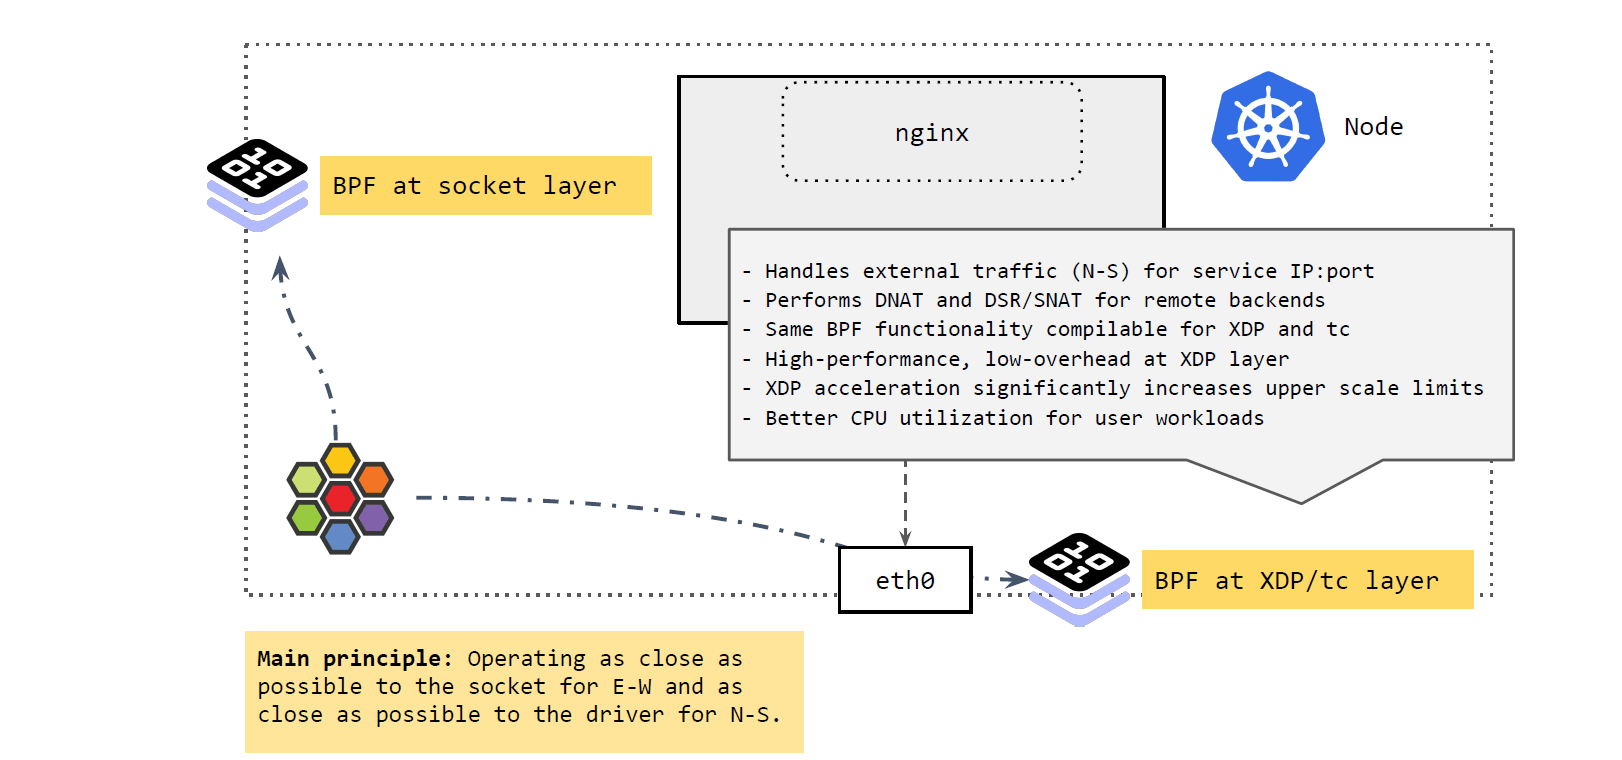 nginx
Node
BPF at socket layer
- Handles external traffic (N-S) for service IP:port
- Performs DNAT and DSR/SNAT for remote backends
- Same BPF functionality compilable for XDP and tc
- High-performance, low-overhead at XDP layer
- XDP acceleration significantly increases upper scale limits
- Better CPU utilization for user workloads
eth0
BPF at XDP/tc layer
Main principle: Operating as close as
possible to the socket for E-W and as
close as possible to the driver for N-S.